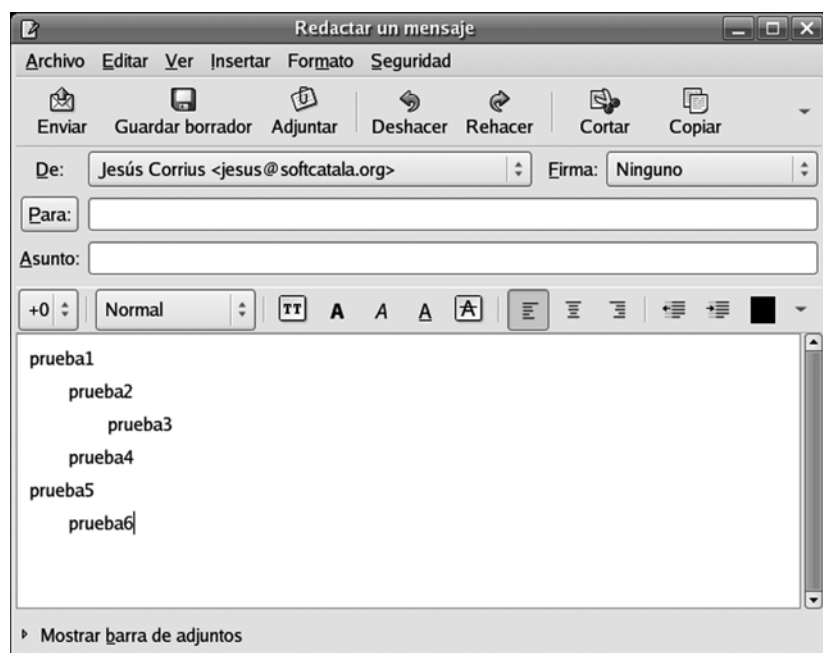 Redactar un mensaje
Archivo Editar Ver Insertar Formato Seguridad
Enviar Guardar borrador Adjuntar Deshacer Rehacer Cortar Copiar
De: Jesús Corrius <jesus@softcatala.org> Firma: Ninguno
Para:
Asunto:
+0 Normal TT A A A A
prueba1
prueba2
prueba3
prueba4
prueba5
prueba6
Mostrar barra de adjuntos